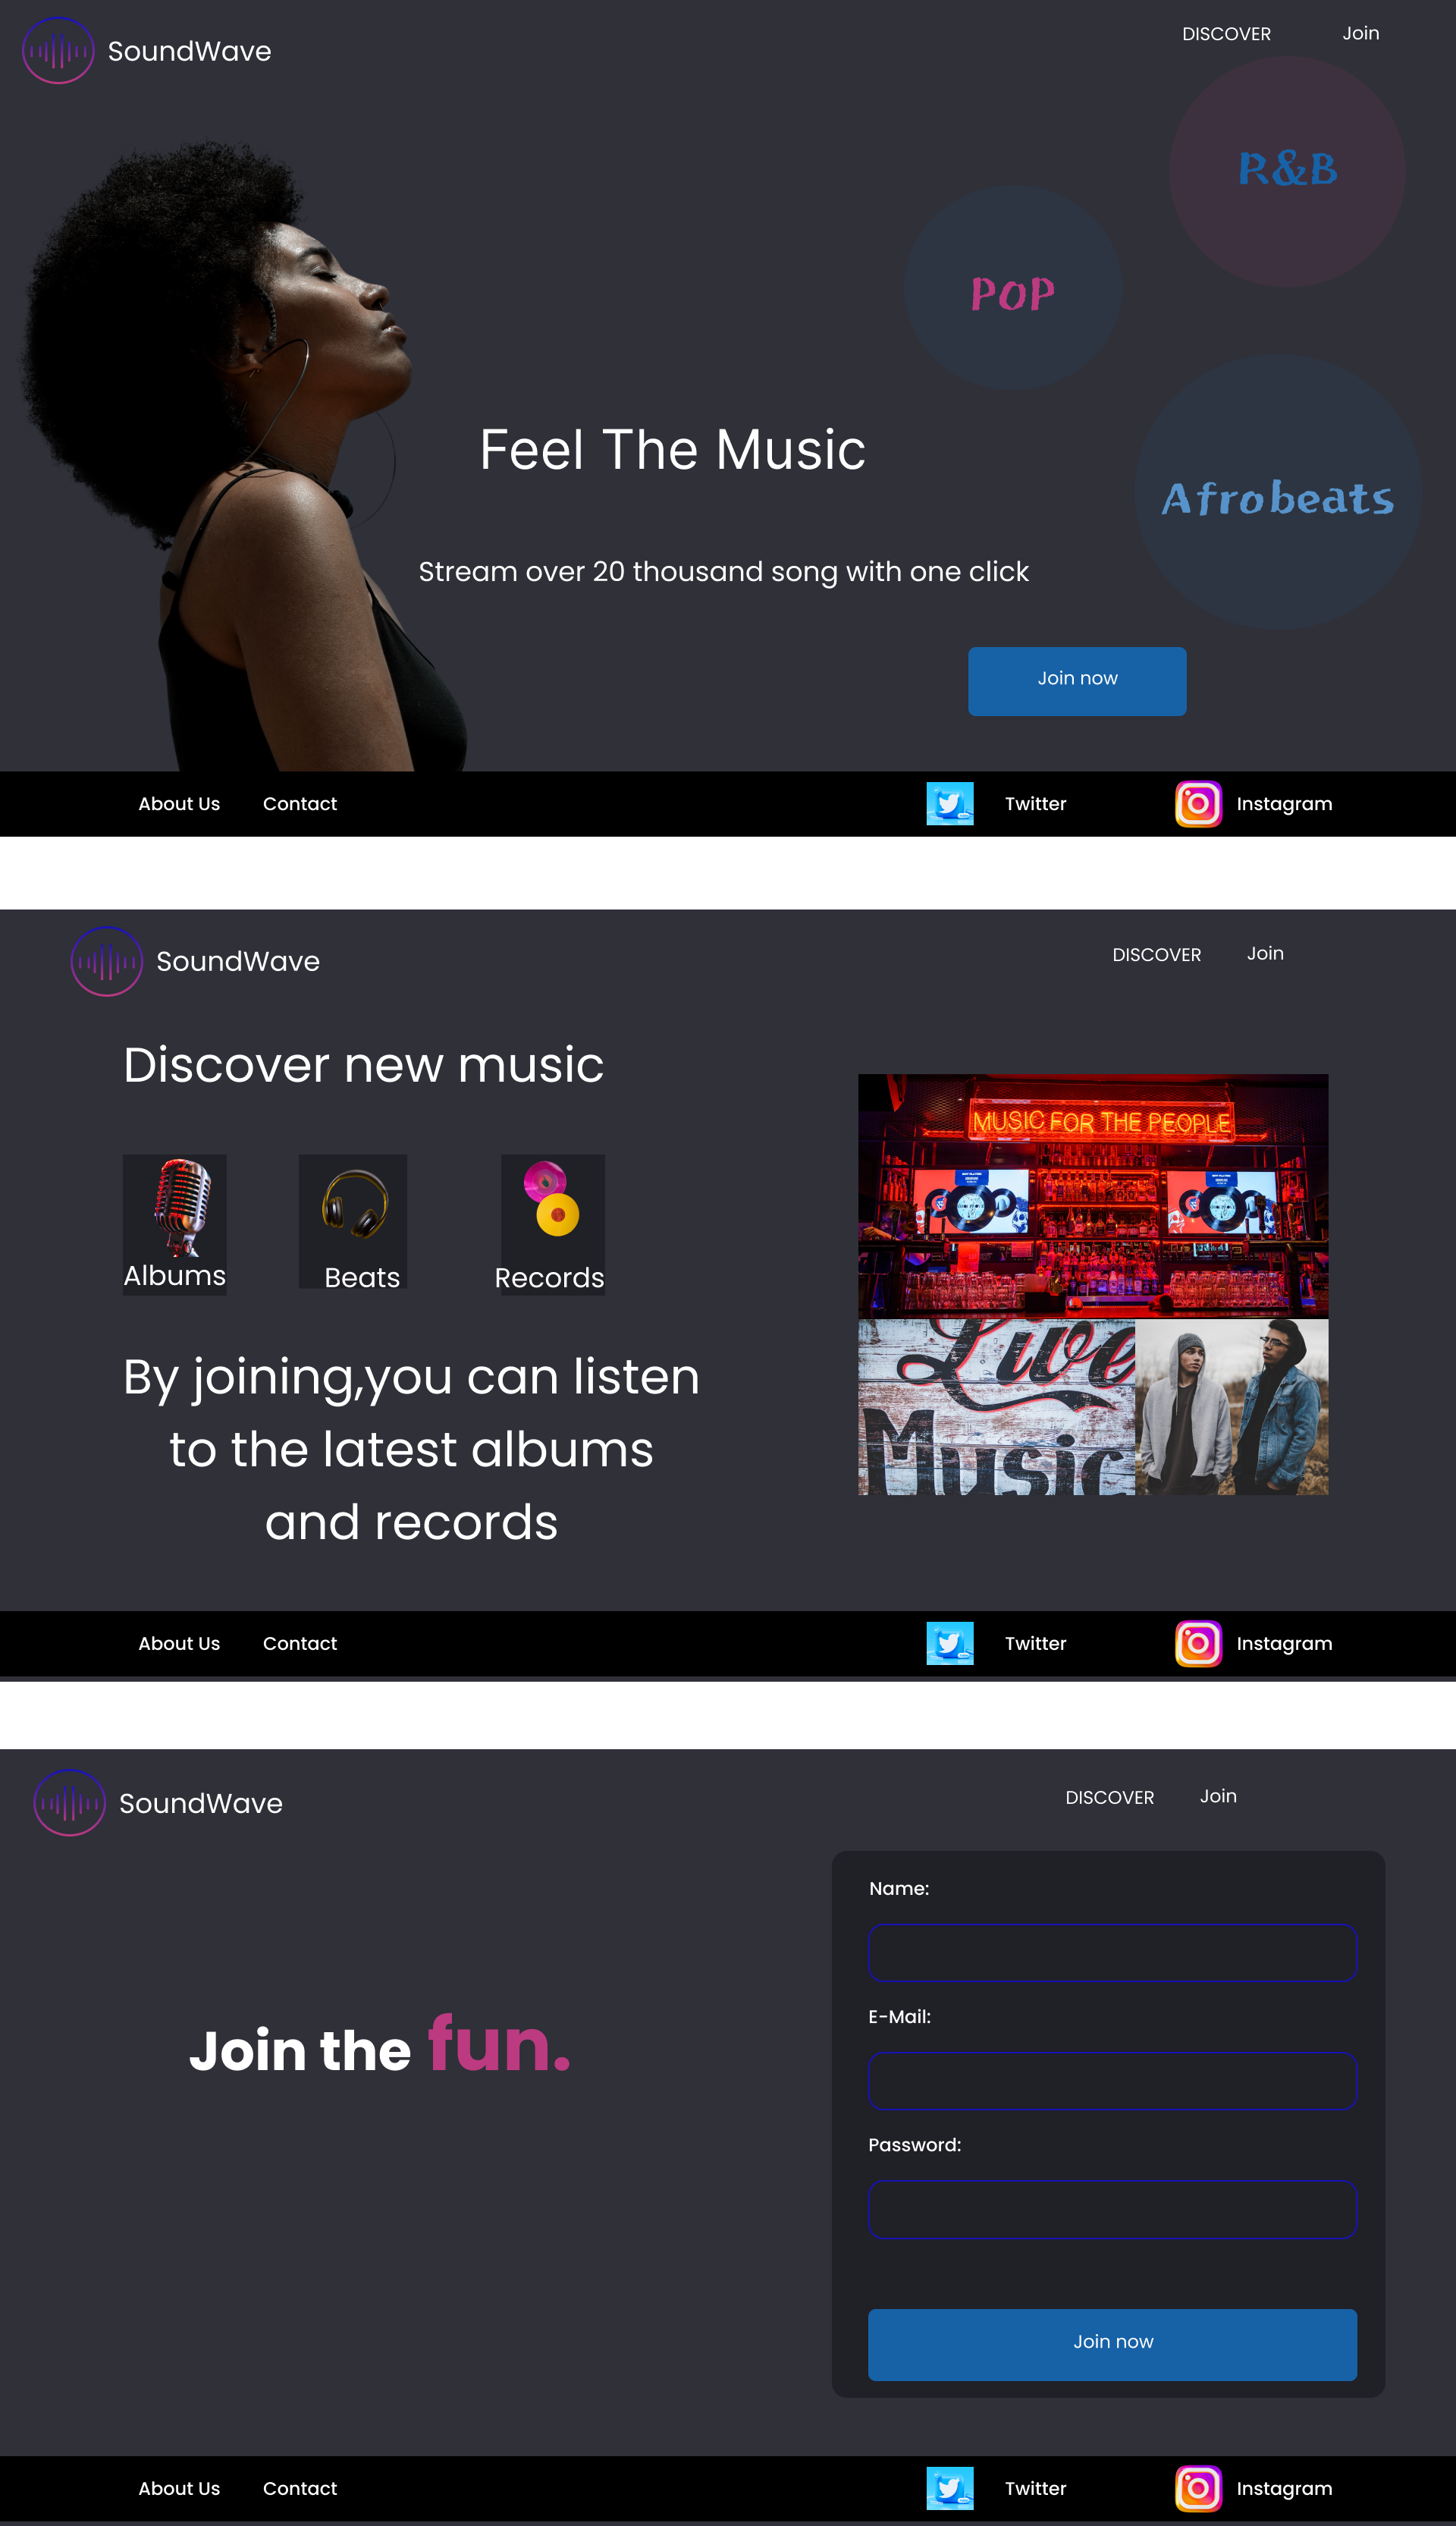 SoundWave
DISCOVER
Join
R&B
POP
Afrobeats
Feel The Music
Stream over 20 thousand song with one click
Join now
About Us
Contact
Twitter
Instagram
SoundWave
DISCOVER
Join
Discover new music
MUSIC FOR THE PEOPLE
Albums
Beats
Records
Live
Music
By joining,you can listen
to the latest albums
and records
About Us
Contact
Twitter
Instagram
SoundWave
DISCOVER
Join
Name:
E-Mail:
Join the fun.
Password:
Join now
About Us
Contact
Twitter
Instagram